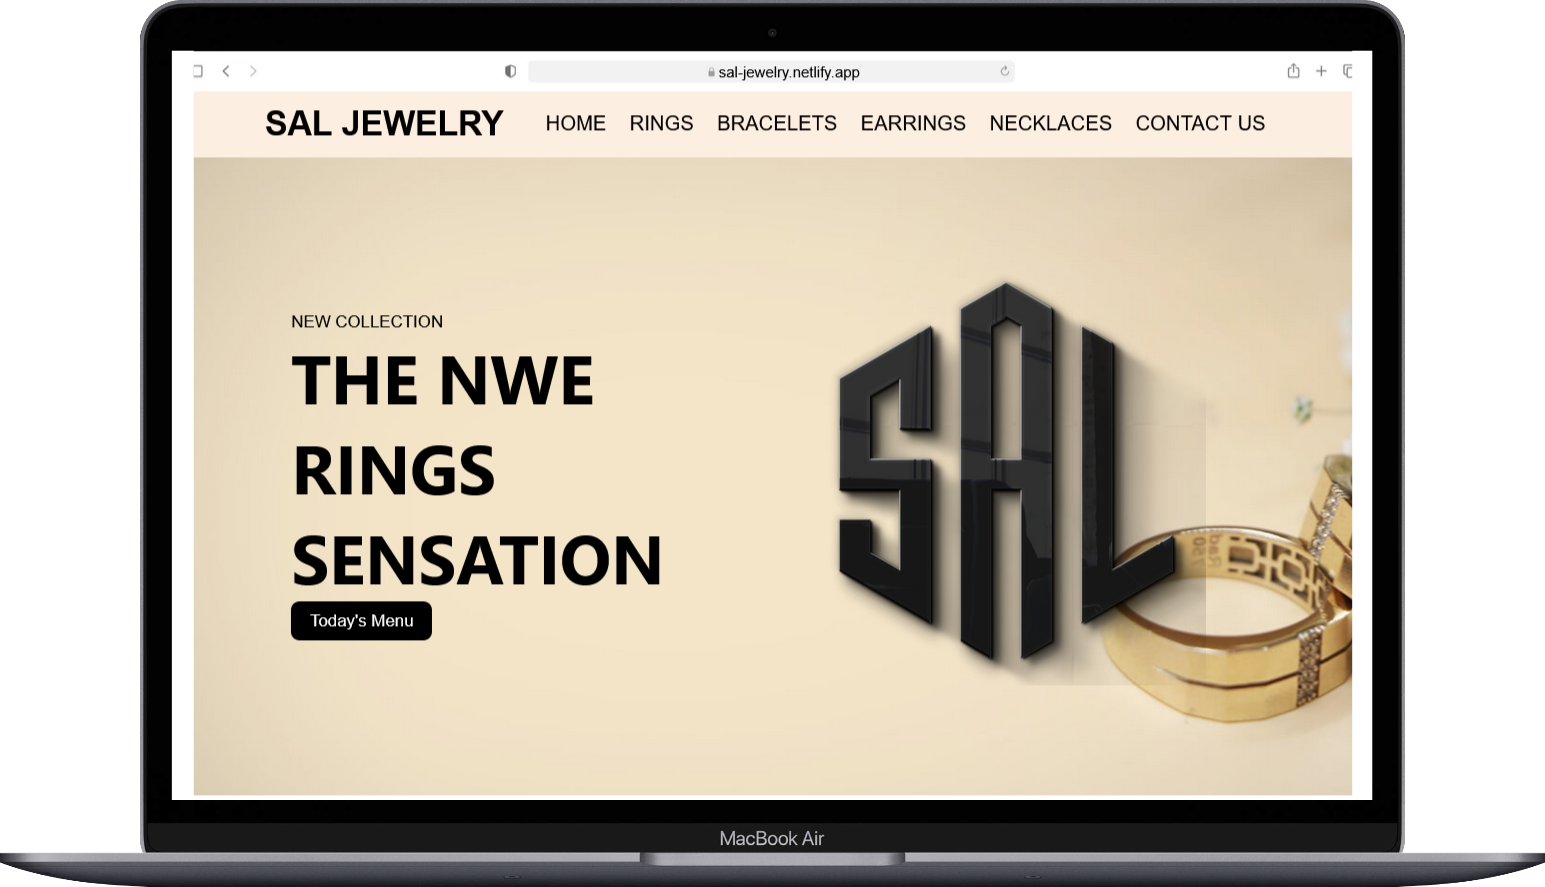 sal-jewelry.netlify.app
SAL JEWELRY HOME RINGS BRACELETS EARRINGS NECKLACES CONTACT US
NEW COLLECTION
THE NWE
RINGS
SENSATION
Today's Menu
SAL
MacBook Air